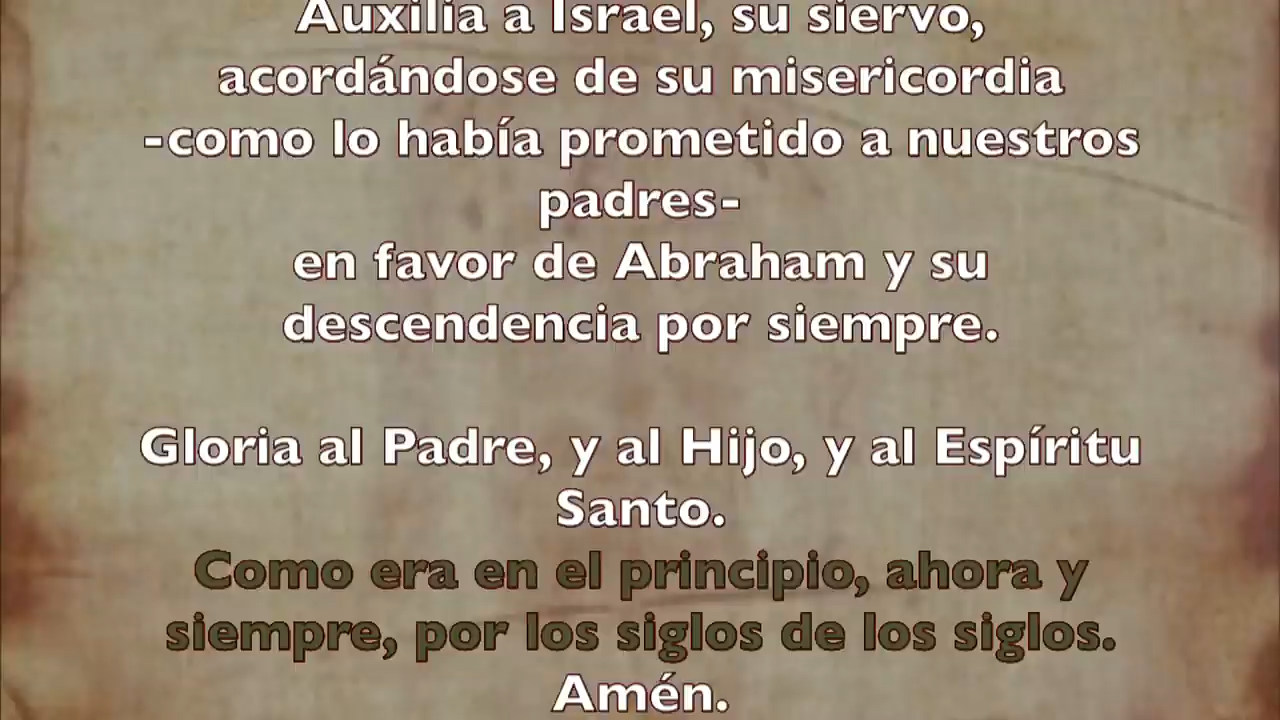 Auxilia a Israel, su siervo,
acordándose de su misericordia
-como lo había prometido a nuestros
padres-
en favor de Abraham y su
descendencia por siempre.
Gloria al Padre, y al Hijo, y al Espíritu
Santo.
Como era en el principio, ahora y
siempre, por los siglos de los siglos.
Amén.